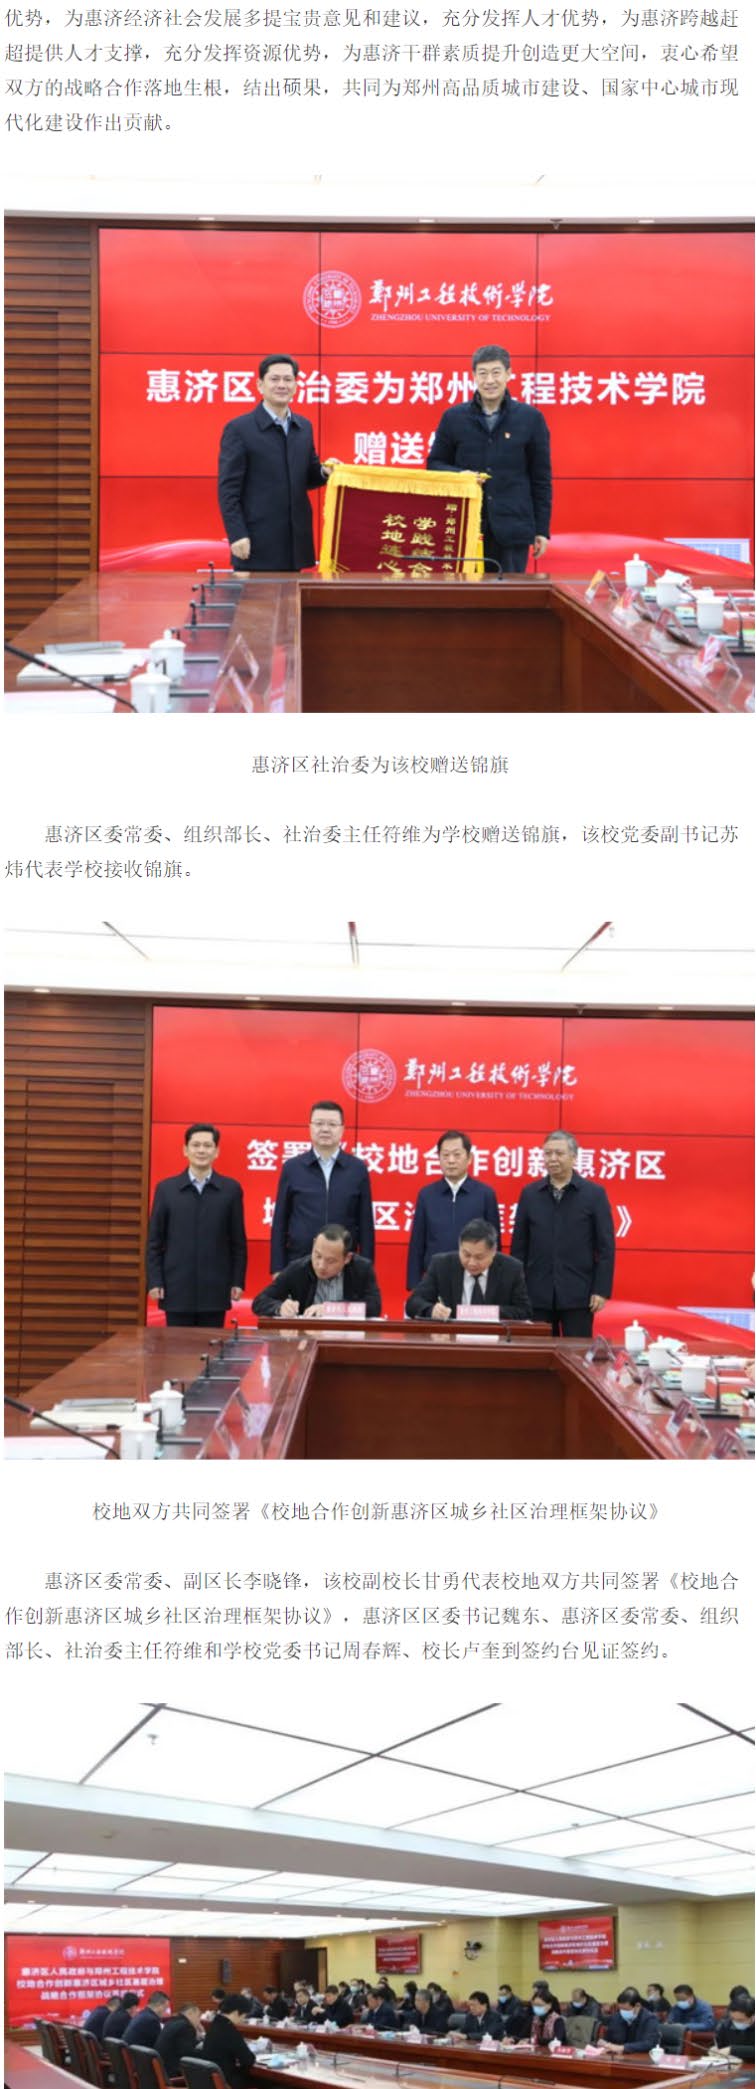 优势，为惠济经济社会发展多提宝贵意见和建议，充分发挥人才优势，为惠济跨越赶
超提供人才支撑，充分发挥资源优势，为惠济干群素质提升创造更大空间，衷心希望
双方的战略合作落地生根，结出硕果，共同为郑州高品质城市建设、国家中心城市现
代化建设作出贡献。
鄭州工程技術学院
ZHENGZHOU UNIVERSITY OF TECHNOLOGY
惠济区 治委为郑州 程技术学院
赠送
学践结合
校地连心
惠济区社治委为该校赠送锦旗
惠济区委常委、组织部长、社治委主任符维为学校赠送锦旗，该校党委副书记苏
炜代表学校接收锦旗。
鄭州工程技術学院
ZHENGZHOU UNIVERSITY OF TECHNOLOGY
签署《校地合作创新惠济区
区治 》
校地双方共同签署《校地合作创新惠济区城乡社区治理框架协议》
惠济区委常委、副区长李晓锋，该校副校长甘勇代表校地双方共同签署《校地合
作创新惠济区城乡社区治理框架协议》，惠济区区委书记魏东、惠济区委常委、组织
部长、社治委主任符维和学校党委书记周春辉、校长卢奎到签约台见证签约。
鄭州工程技術学院
惠济区人民政府与郑州工程技术学院
校地合作创新惠济区城乡社区基层治理
战略合作框架协议 式